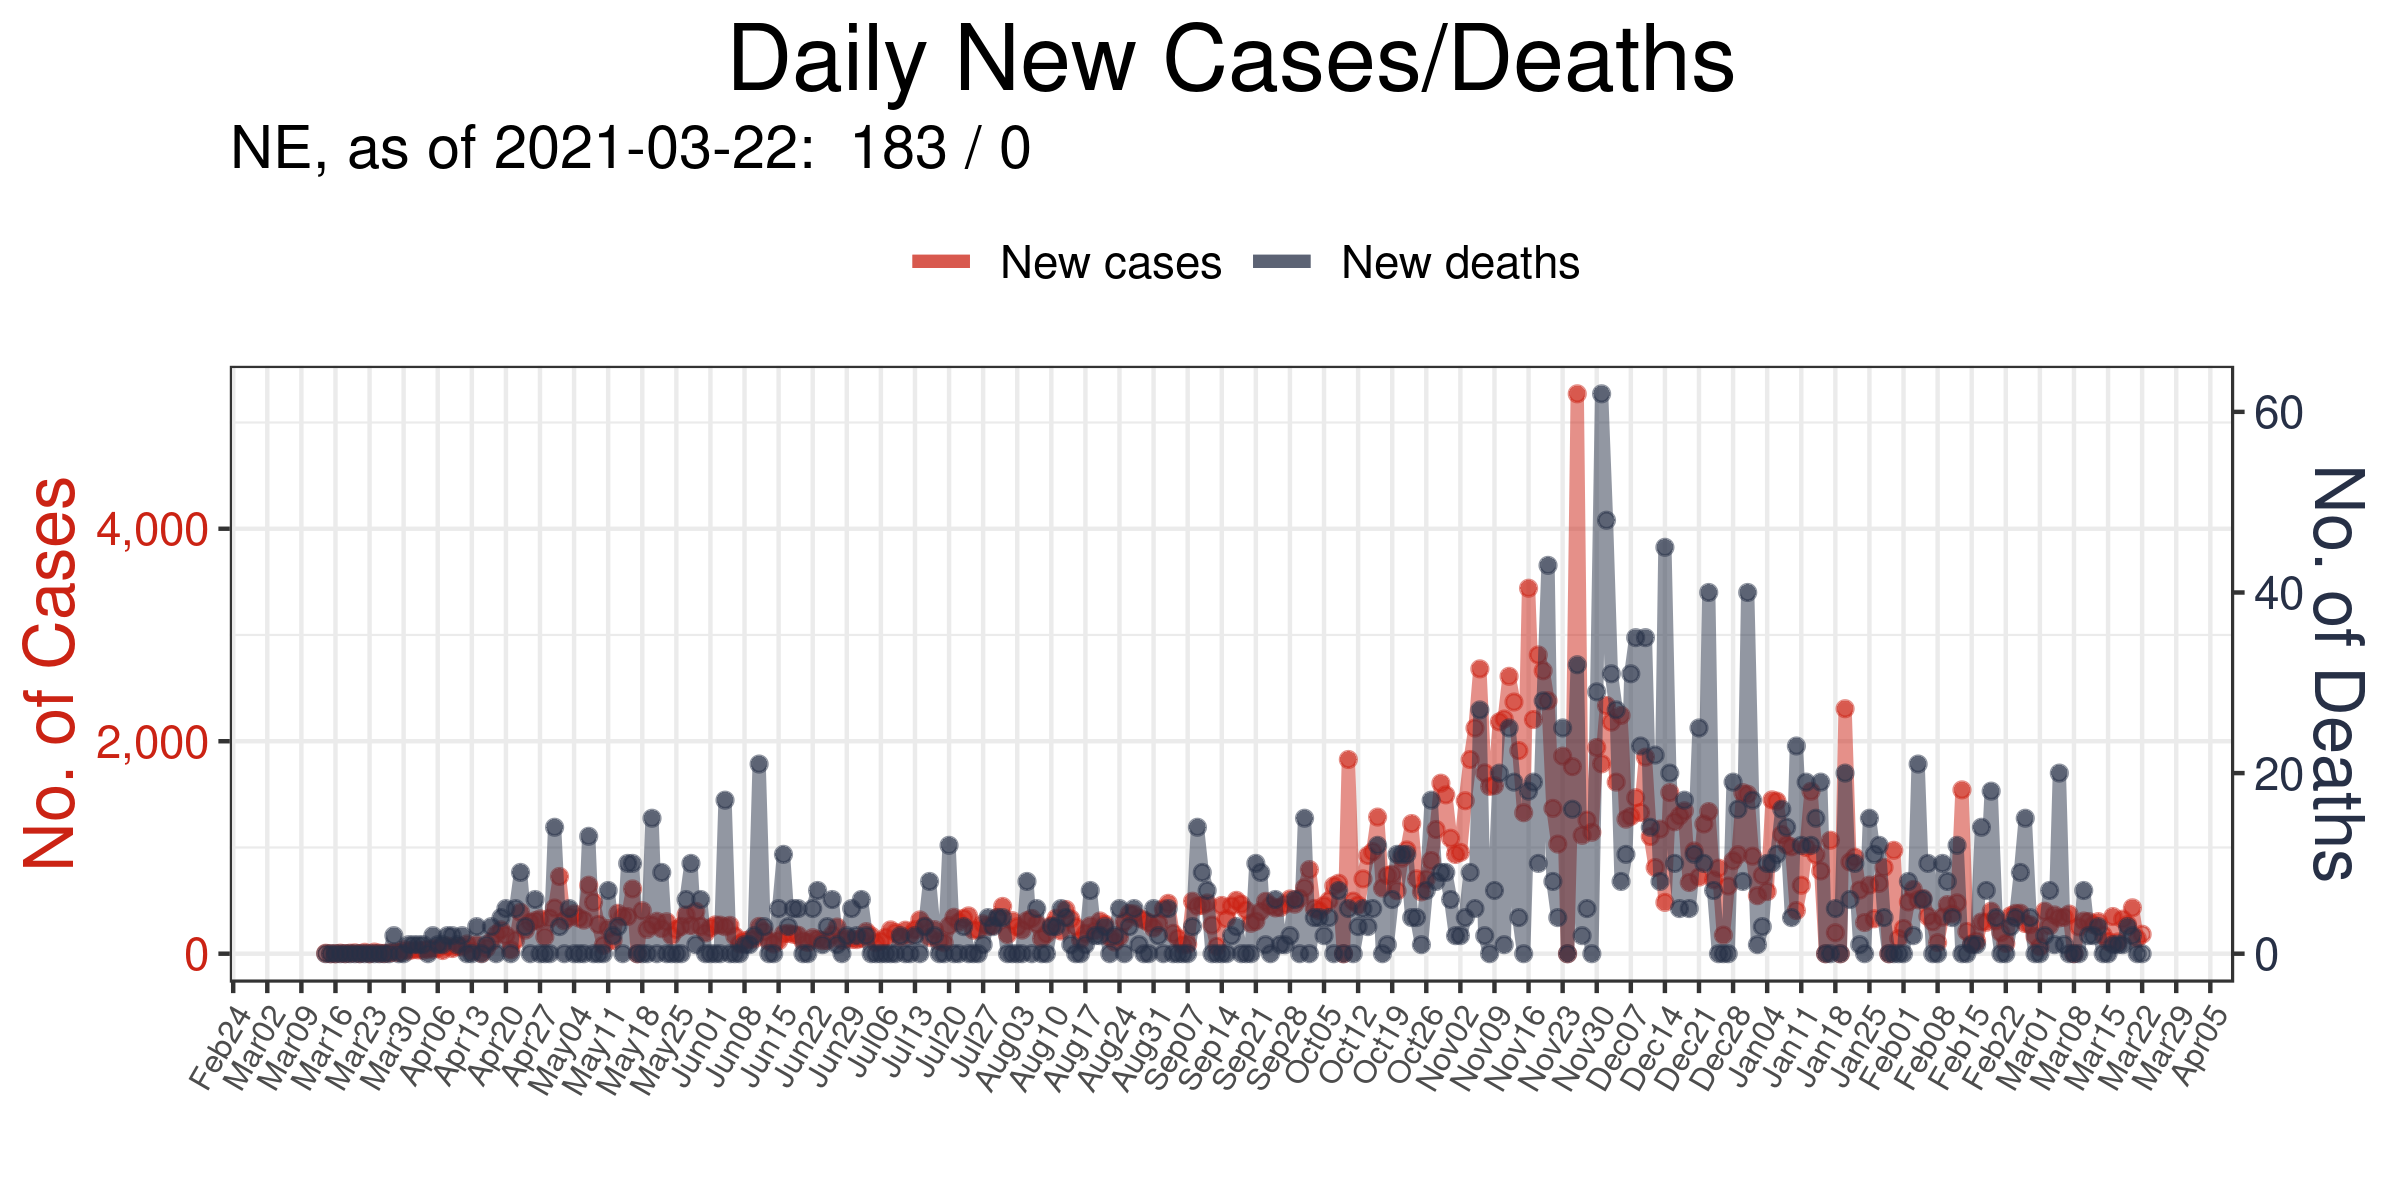 Daily New Cases/Deaths
NE, as of 2021-03-22:  183 / 0
New cases New deaths
No. of Cases
4,000
2,000
0
60
40
20
0
No. of Deaths
Feb24 Mar02 Mar09 Mar16 Mar23 Mar30 Apr06 Apr13 Apr20 Apr27 May04 May11 May18 May25 Jun01 Jun08 Jun15 Jun22 Jun29 Jul06 Jul13 Jul20 Jul27 Aug03 Aug10 Aug17 Aug24 Aug31 Sep07 Sep14 Sep21 Sep28 Oct05 Oct12 Oct19 Oct26 Nov02 Nov09 Nov16 Nov23 Nov30 Dec07 Dec14 Dec21 Dec28 Jan04 Jan11 Jan18 Jan25 Feb01 Feb08 Feb15 Feb22 Mar01 Mar08 Mar15 Mar22 Mar29 Apr05